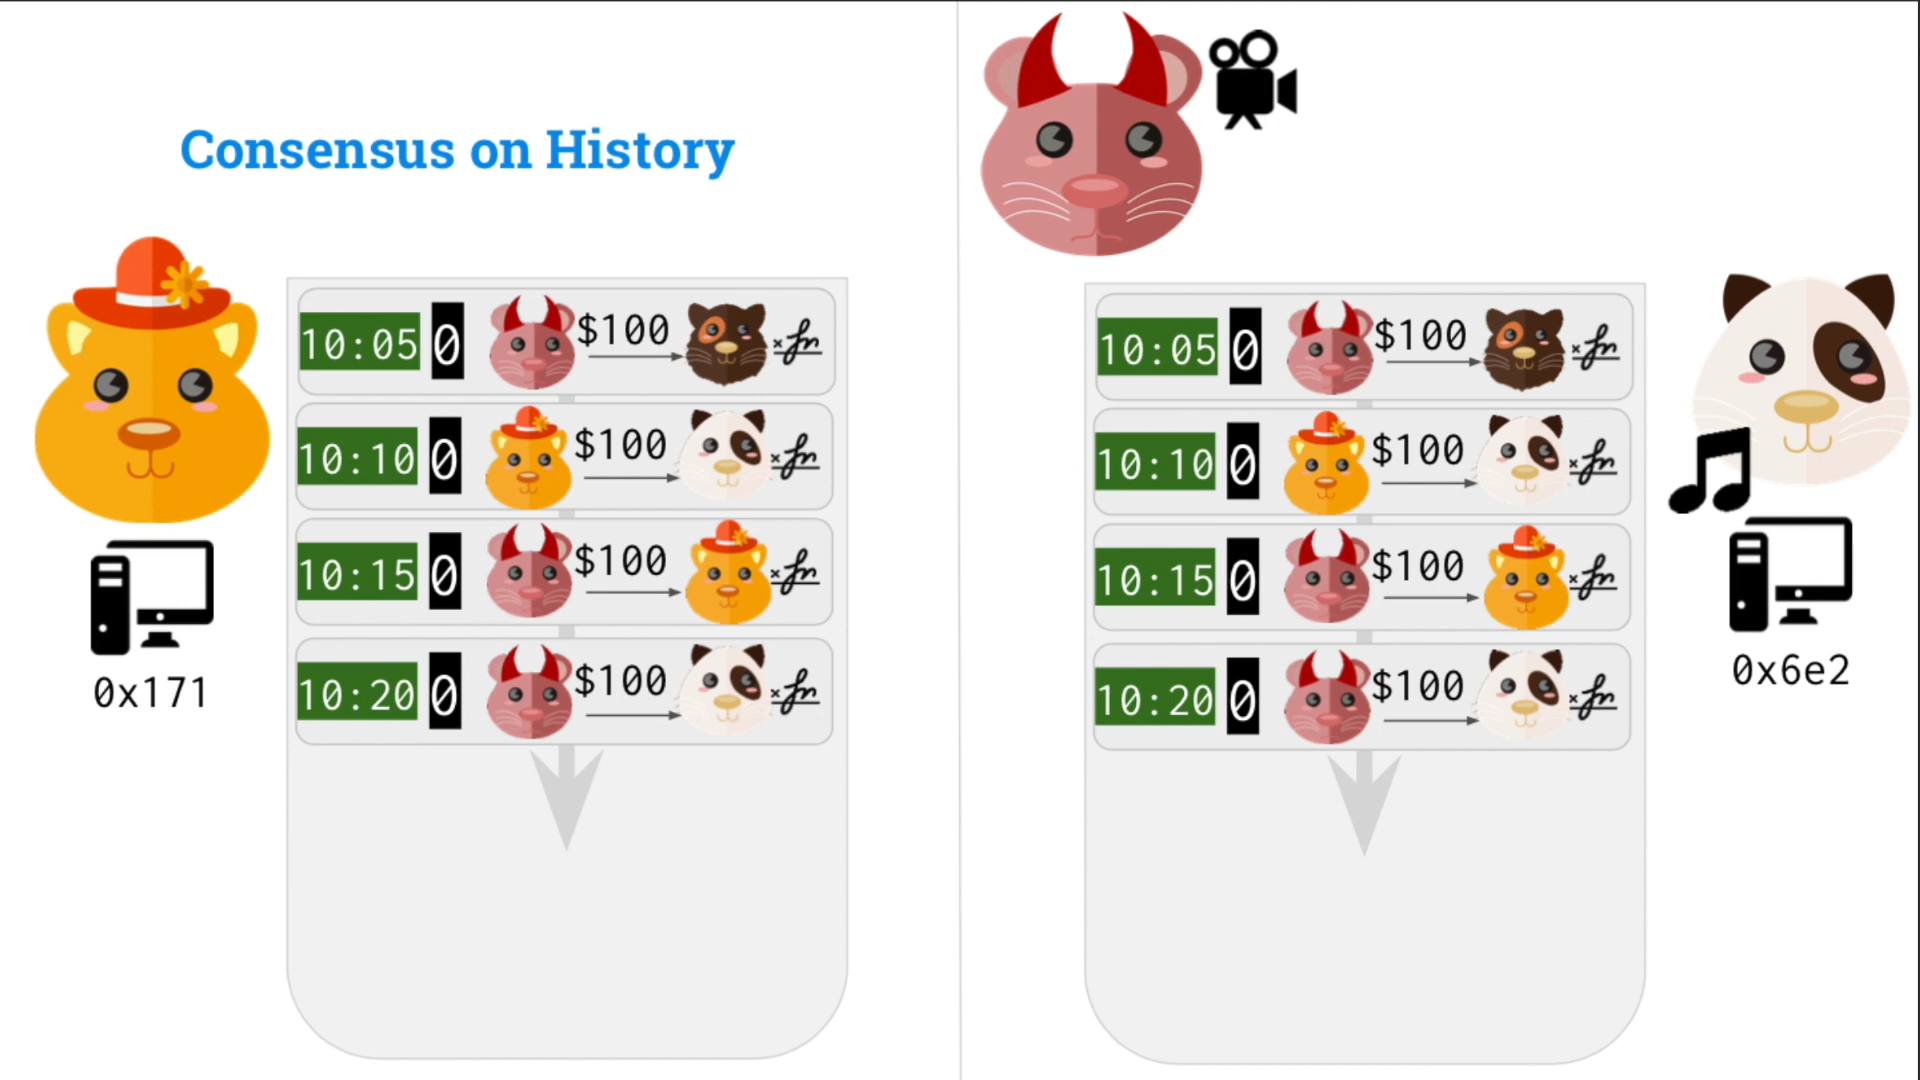 Consensus on History
10:05 0 $100
10:10 0 $100
10:15 0 $100
10:20 0 $100
0x171
10:05 0 $100
10:10 0 $100
10:15 0 $100
10:20 0 $100
0x6e2